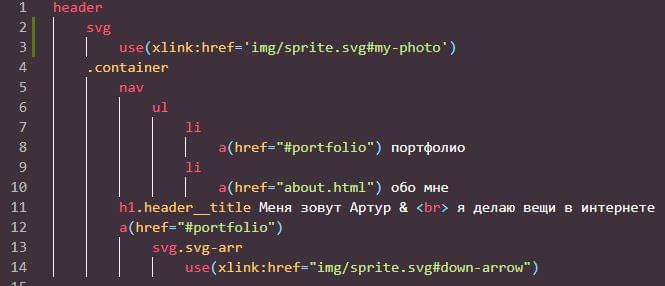 1 header
2     svg
3         use(xlink:href='img/sprite.svg#my-photo')
4     .container
5         nav
6             ul
7                 li
8                     a(href="#portfolio") портфолио
9                 li
10                     a(href="about.html") обо мне
11         h1.header__title Меня зовут Артур & <br> я делаю вещи в интернете
12         a(href="#portfolio")
13             svg.svg-arr
14                 use(xlink:href="img/sprite.svg#down-arrow")